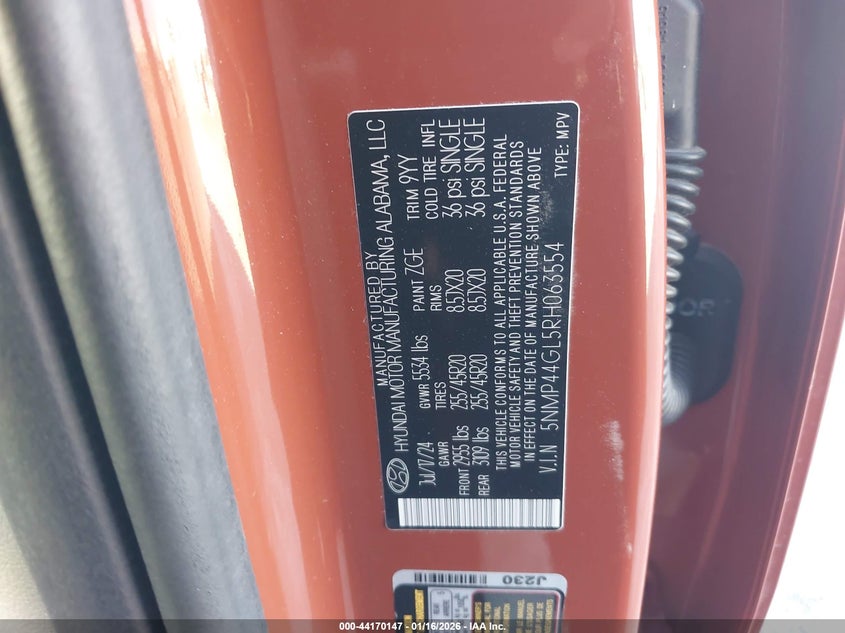 MANUFACTURED BY
HYUNDAI MOTOR MANUFACTURING ALABAMA, LLC
JUL/17/24 GVWR 5534 lbs PAINT ZGE TRIM 9YY
GAWR TIRES RIMS COLD TIRE INFL
FRONT 2955 lbs 255/45R20 8.5JX20 36 psi SINGLE
REAR 3109 lbs 255/45R20 8.5JX20 36 psi SINGLE
THIS VEHICLE CONFORMS TO ALL APPLICABLE U.S.A. FEDERAL
MOTOR VEHICLE SAFETY AND THEFT PREVENTION STANDARDS
IN EFFECT ON THE DATE OF MANUFACTURE SHOWN ABOVE
V.I.N 5NMP44GL5RH063554 TYPE: MPV
J230
000-44170147 - 01/16/2026 - IAA Inc.